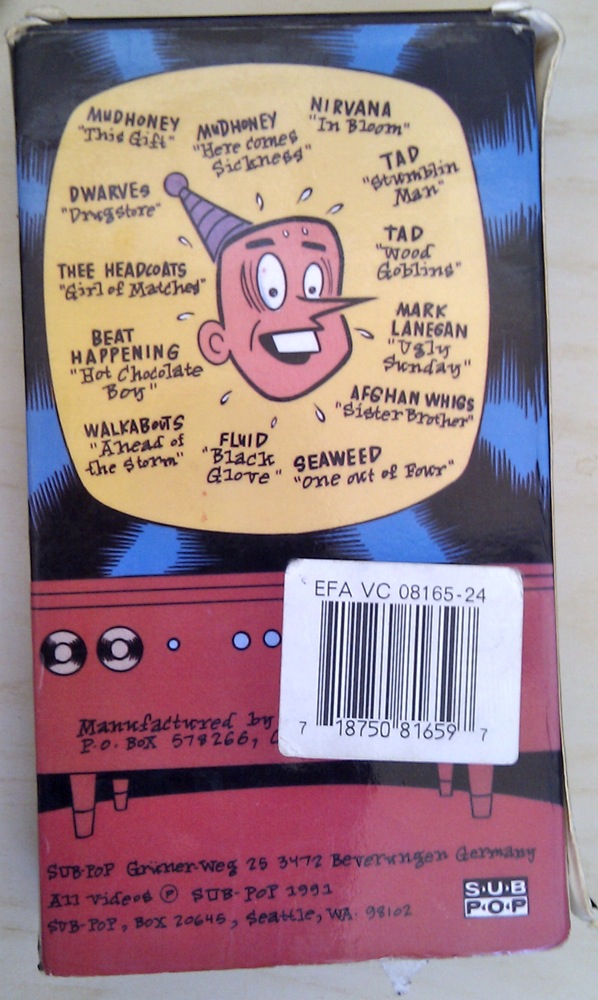 MUDHONEY
"This Gift"
MUDHONEY
"Here comes
Sickness"
NIRVANA
"In Bloom"
DWARVES
"Drugstore"
TAD
"Stumblin
Man"
THEE HEADCOATS
"Girl of Matches"
TAD
"Wood
Goblins"
BEAT
HAPPENING
"Hot Chocolate
Boy"
MARK
LANEGAN
"Ugly
Sunday"
WALKABOUTS
"Ahead of
the Storm"
AFGHAN WHIGS
"Sister Brother"
FLUID
"Black
Glove"
SEAWEED
"One out of Four"
EFA VC 08165-24
7 18750 81659 7
Manufactured by
P.O. BOX 578266, C
SUB-POP Grüner-Weg 25 3472 Beverungen Germany
All Videos Ⓟ SUB-POP 1991
SUB-POP, BOX 20645, Seattle, WA. 98102
SUB
POP